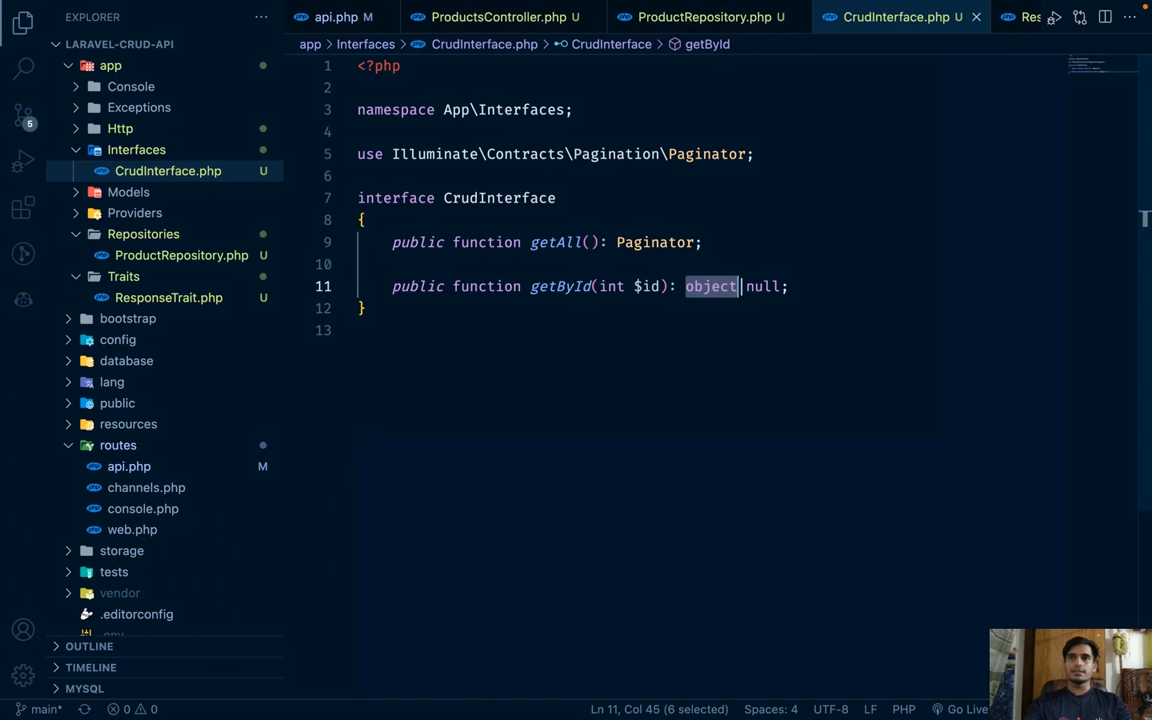 EXPLORER
api.php M
ProductsController.php U
ProductRepository.php U
CrudInterface.php U
Res
LARAVEL-CRUD-API
app > Interfaces > CrudInterface.php > CrudInterface > getById
app
Console
Exceptions
Http
Interfaces
CrudInterface.php U
Models
Providers
Repositories
ProductRepository.php U
Traits
ResponseTrait.php U
bootstrap
config
database
lang
public
resources
routes
api.php M
channels.php
console.php
web.php
storage
tests
vendor
.editorconfig
OUTLINE
TIMELINE
MYSQL
5
1 <?php
2
3 namespace App\Interfaces;
4
5 use Illuminate\Contracts\Pagination\Paginator;
6
7 interface CrudInterface
8 {
9 public function getAll(): Paginator;
10
11 public function getById(int $id): object|null;
12 }
13
main* 0 0 Ln 11, Col 45 (6 selected) Spaces: 4 UTF-8 LF PHP Go Live